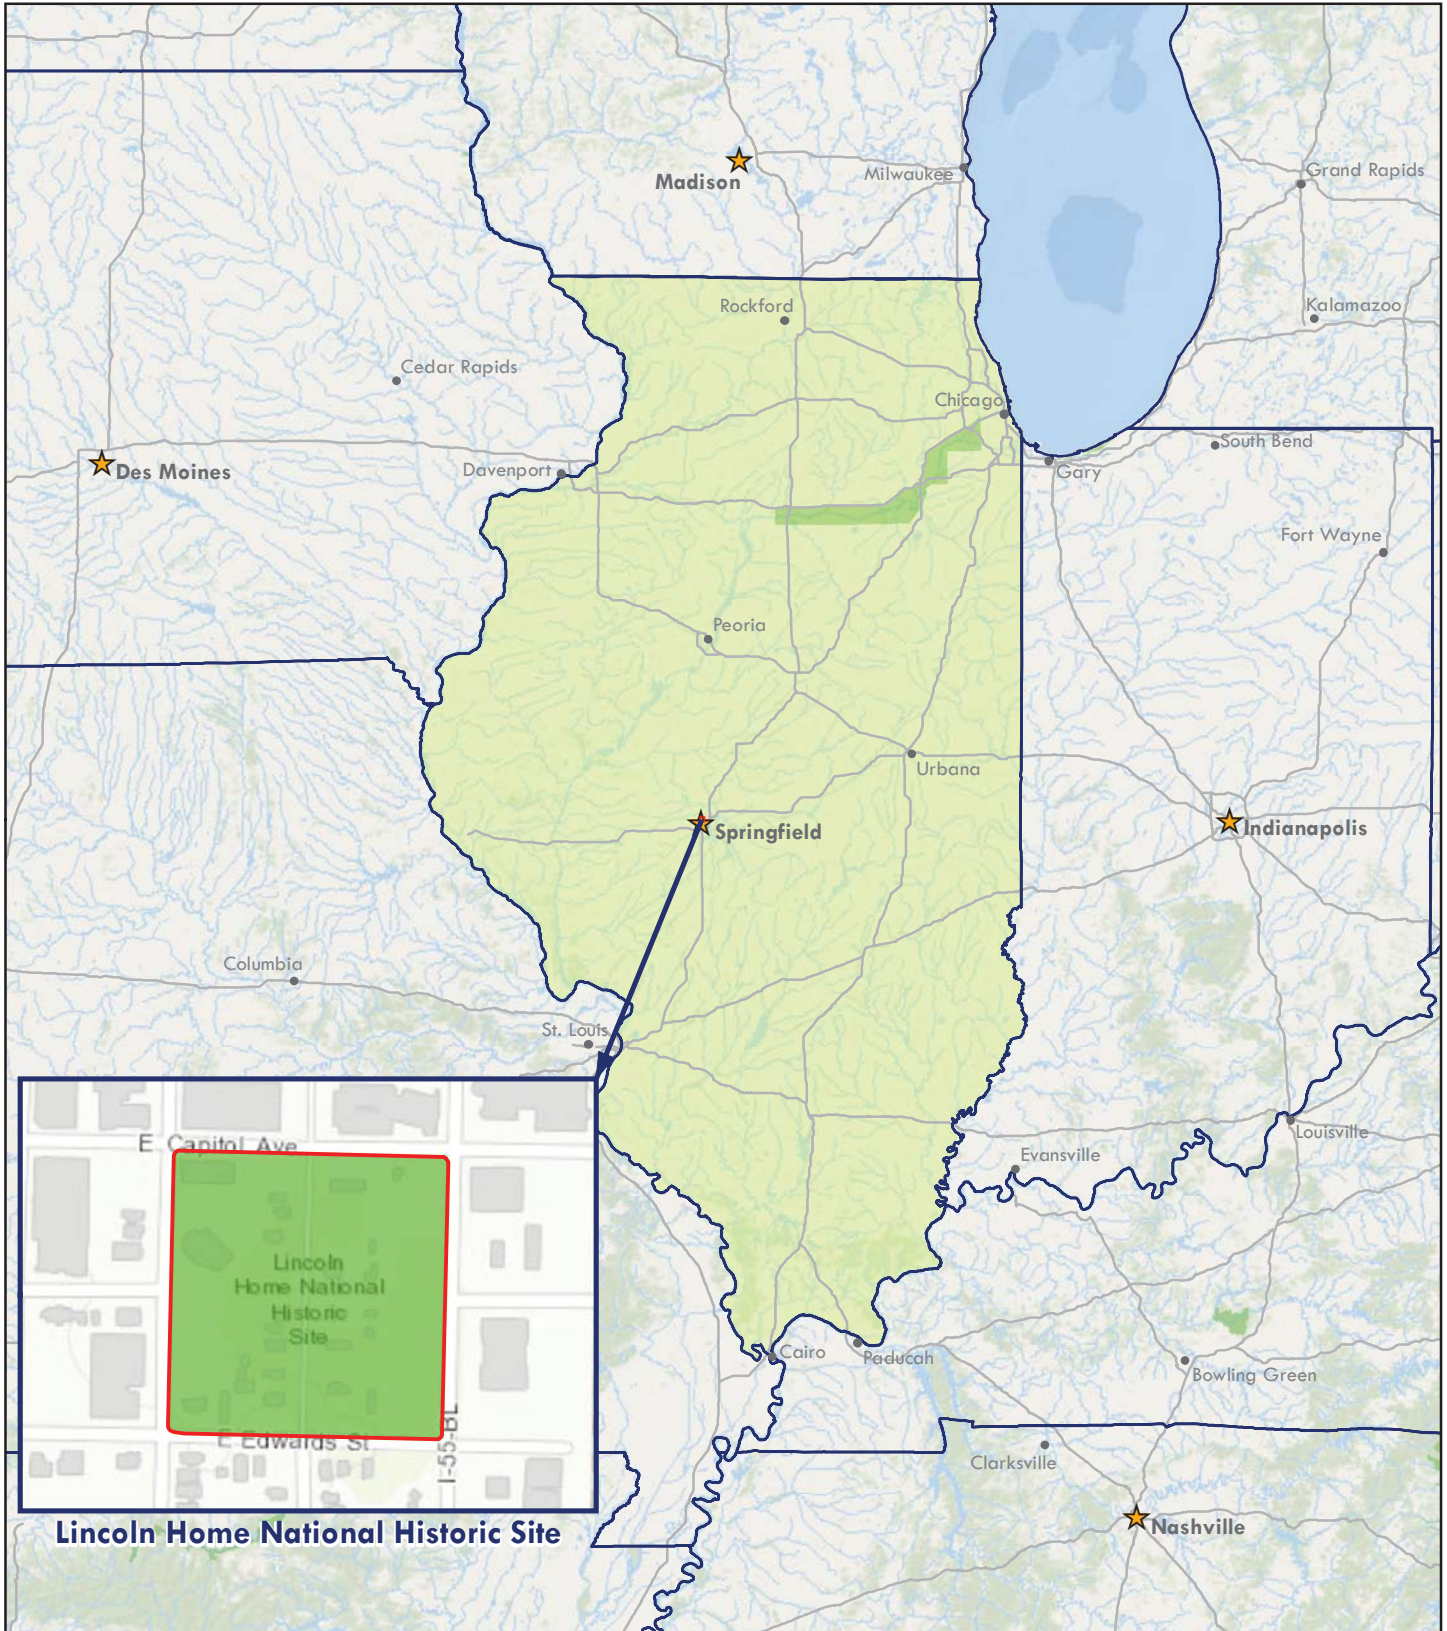 Madison
Milwaukee
Grand Rapids
Rockford
Kalamazoo
Cedar Rapids
Chicago
South Bend
Des Moines
Davenport
Gary
Fort Wayne
Peoria
Urbana
Springfield
Indianapolis
Columbia
St. Louis
Louisville
Evansville
E Capitol Ave
Lincoln
Home National
Historic
Site
E Edwards St
I-55-BL
Cairo
Paducah
Bowling Green
Clarksville
Nashville
Lincoln Home National Historic Site